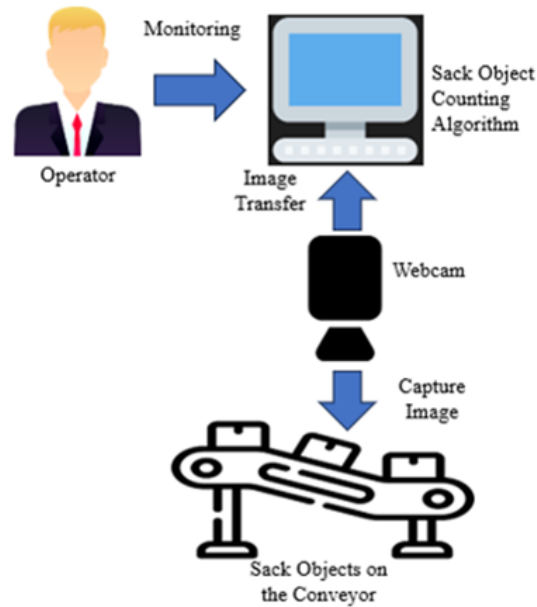 Monitoring
Sack Object
Counting
Algorithm
Operator
Image
Transfer
Webcam
Capture
Image
Sack Objects on
the Conveyor